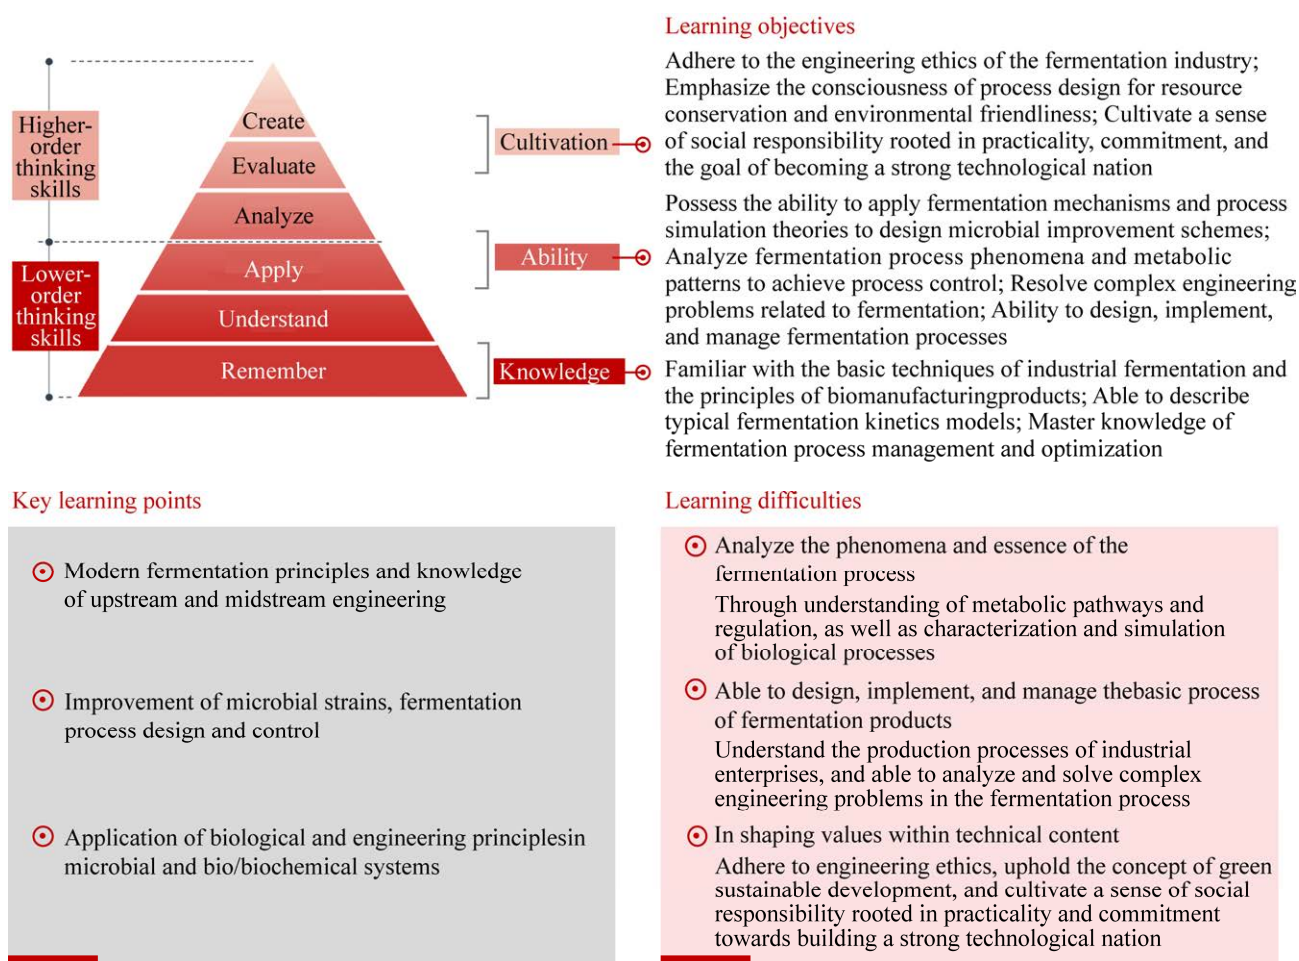 Learning objectives
Higher-
order
thinking
skills
Lower-
order
thinking
skills
Create
Evaluate
Analyze
Apply
Understand
Remember
Cultivation
Adhere to the engineering ethics of the fermentation industry;
Emphasize the consciousness of process design for resource
conservation and environmental friendliness; Cultivate a sense
of social responsibility rooted in practicality, commitment, and
the goal of becoming a strong technological nation
Ability
Possess the ability to apply fermentation mechanisms and process
simulation theories to design microbial improvement schemes;
Analyze fermentation process phenomena and metabolic
patterns to achieve process control; Resolve complex engineering
problems related to fermentation; Ability to design, implement,
and manage fermentation processes
Knowledge
Familiar with the basic techniques of industrial fermentation and
the principles of biomanufacturingproducts; Able to describe
typical fermentation kinetics models; Master knowledge of
fermentation process management and optimization
Key learning points
Modern fermentation principles and knowledge
of upstream and midstream engineering
Improvement of microbial strains, fermentation
process design and control
Application of biological and engineering principlesin
microbial and bio/biochemical systems
Learning difficulties
Analyze the phenomena and essence of the
fermentation process
Through understanding of metabolic pathways and
regulation, as well as characterization and simulation
of biological processes
Able to design, implement, and manage thebasic process
of fermentation products
Understand the production processes of industrial
enterprises, and able to analyze and solve complex
engineering problems in the fermentation process
In shaping values within technical content
Adhere to engineering ethics, uphold the concept of green
sustainable development, and cultivate a sense of social
responsibility rooted in practicality and commitment
towards building a strong technological nation